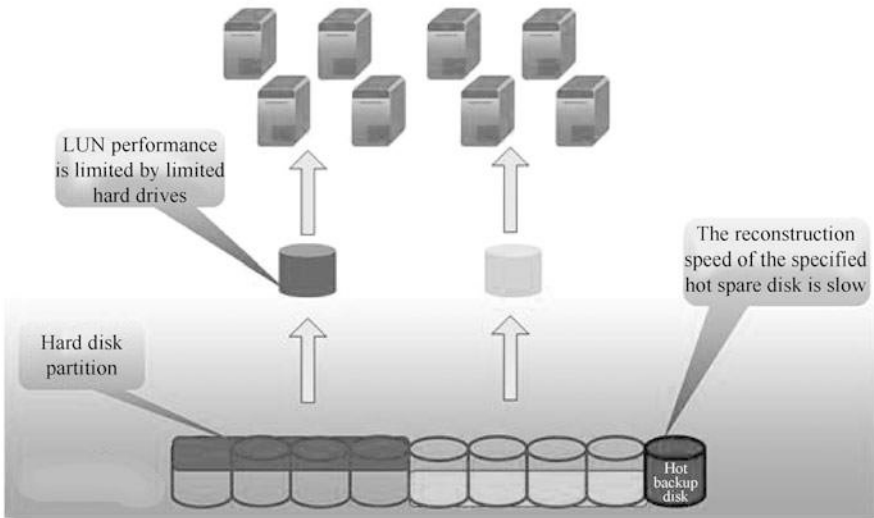 LUN performance
is limited by limited
hard drives
The reconstruction
speed of the specified
hot spare disk is slow
Hard disk
partition
Hot
backup
disk